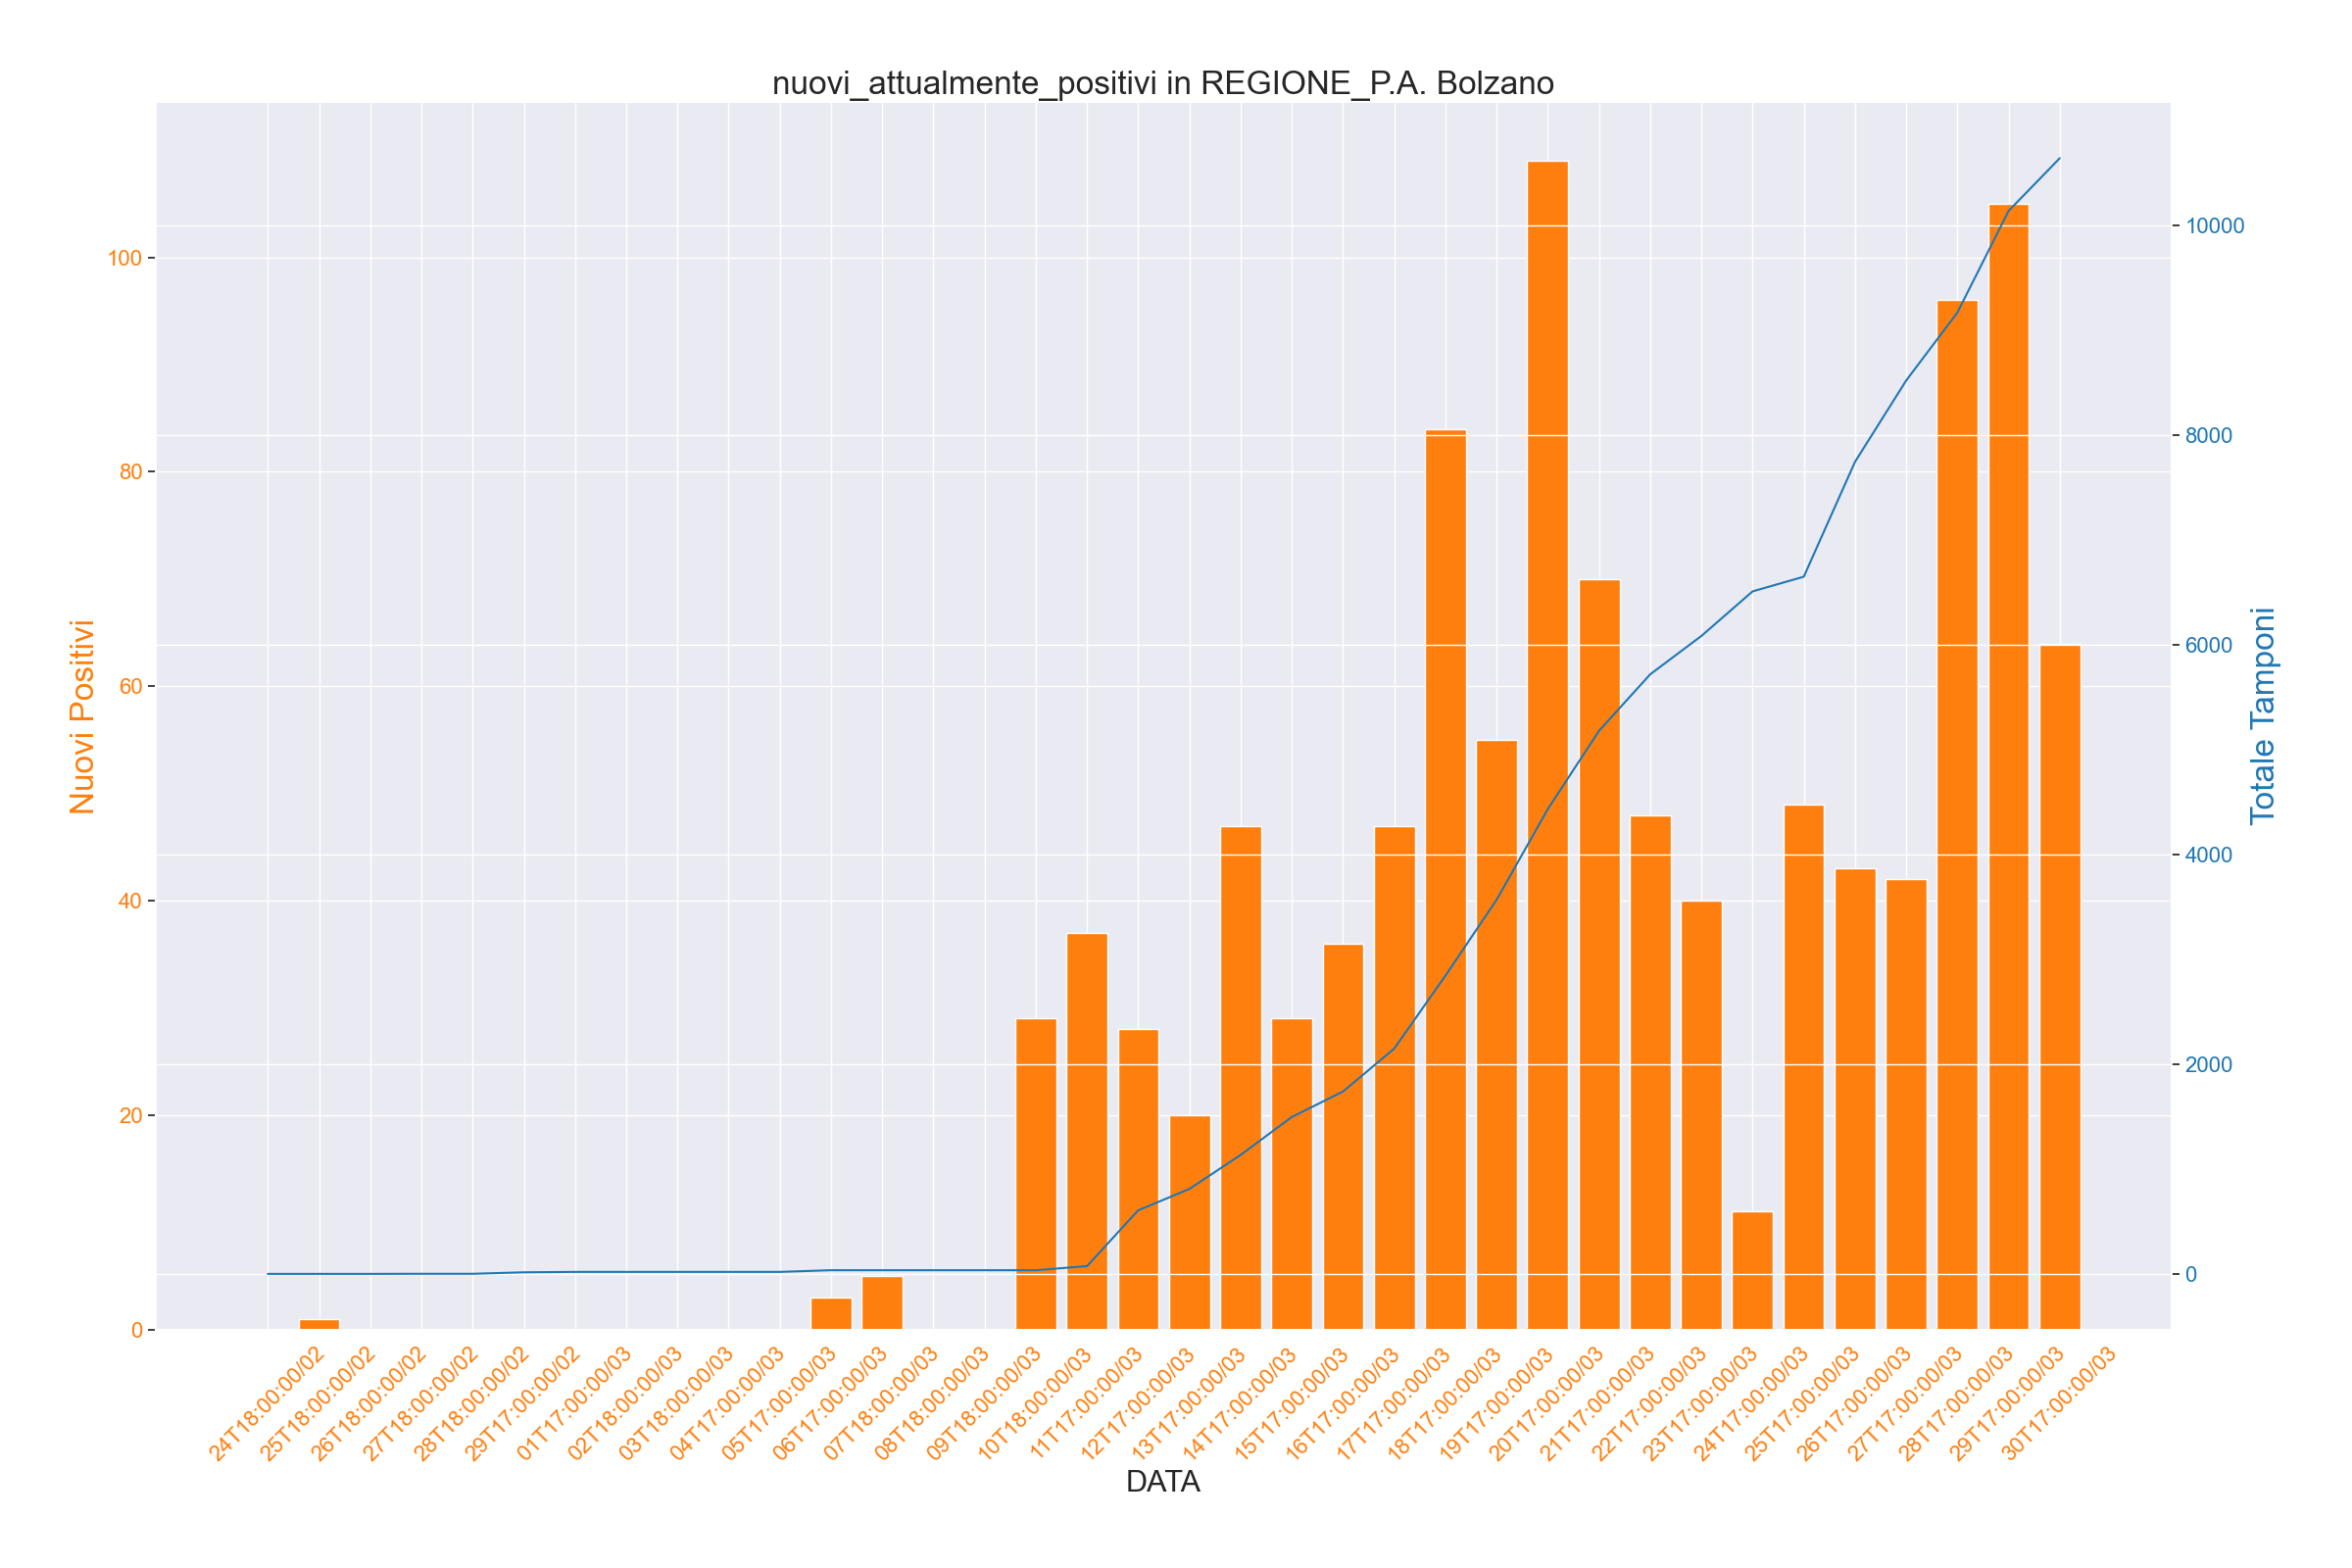 nuovi_attualmente_positivi in REGIONE_P.A. Bolzano
Nuovi Positivi
100
80
60
40
20
0
Totale Tamponi
10000
8000
6000
4000
2000
0
24T18:00:00/02
25T18:00:00/02
26T18:00:00/02
27T18:00:00/02
28T18:00:00/02
29T17:00:00/02
01T17:00:00/03
02T18:00:00/03
03T18:00:00/03
04T17:00:00/03
05T17:00:00/03
06T17:00:00/03
07T18:00:00/03
08T18:00:00/03
09T18:00:00/03
10T18:00:00/03
11T17:00:00/03
12T17:00:00/03
13T17:00:00/03
14T17:00:00/03
15T17:00:00/03
16T17:00:00/03
17T17:00:00/03
18T17:00:00/03
19T17:00:00/03
20T17:00:00/03
21T17:00:00/03
22T17:00:00/03
23T17:00:00/03
24T17:00:00/03
25T17:00:00/03
26T17:00:00/03
27T17:00:00/03
28T17:00:00/03
29T17:00:00/03
30T17:00:00/03
DATA